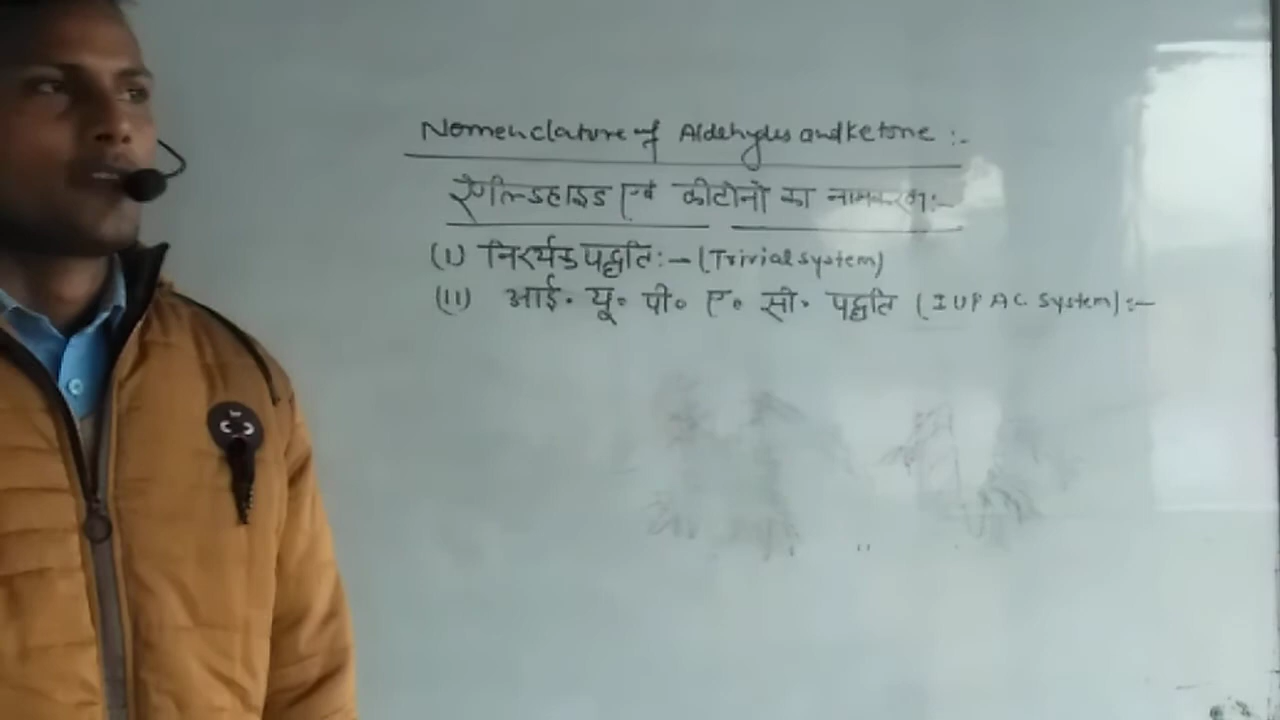 Nomenclature of Aldehydes and Ketone :-
ऐल्डिहाइड एवं कीटोनो का नामकरण:-
(I) निरर्थक पद्धति:- (Trivial system)
(II) आई. यू. पी. ए. सी. पद्धति (IUPAC System):-